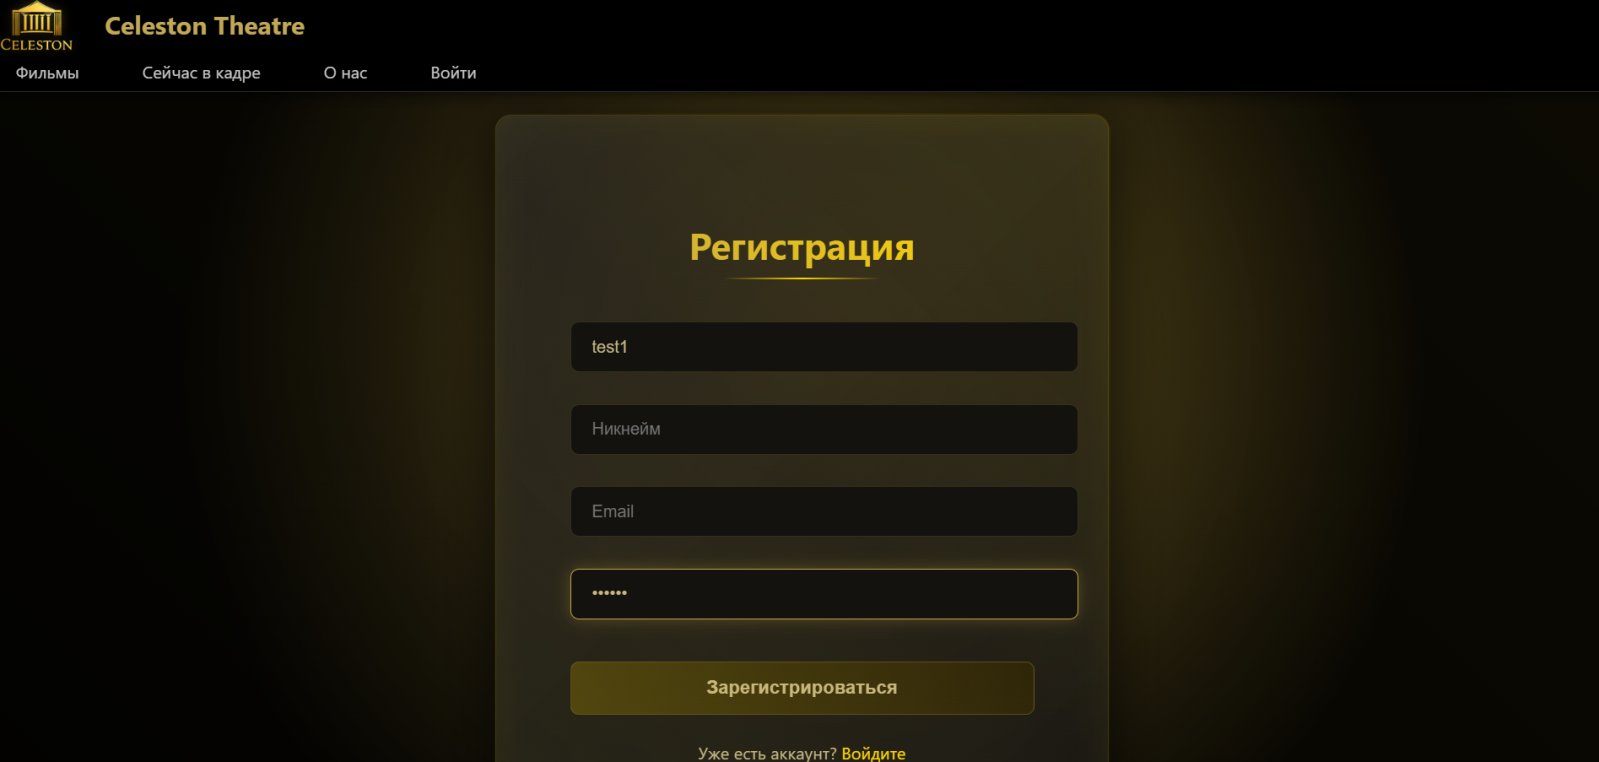 Celeston Theatre
CELESTON
Фильмы Сейчас в кадре О нас Войти
Регистрация
test1
Никнейм
Email
••••••
Зарегистрироваться
Уже есть аккаунт? Войдите